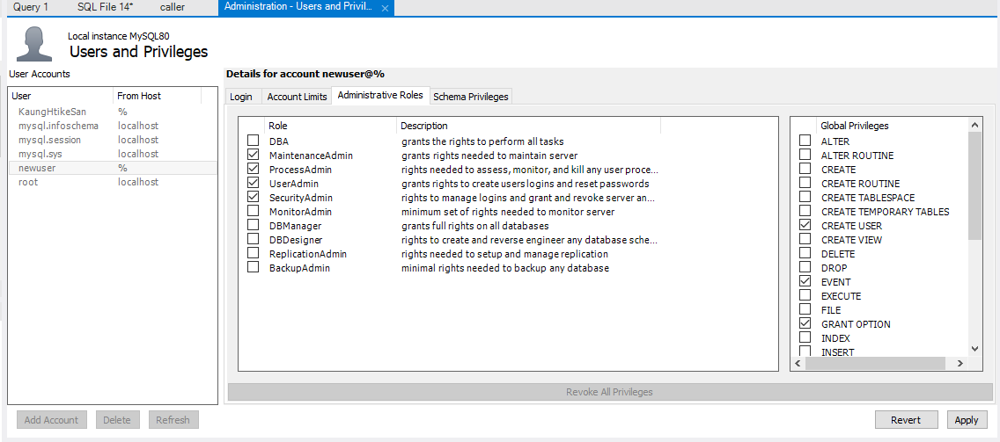 Query 1 SQL File 14* caller Administration - Users and Privil... ×
Local instance MySQL80
Users and Privileges
User Accounts
User From Host
KaungHtikeSan %
mysql.infoschema localhost
mysql.session localhost
mysql.sys localhost
newuser %
root localhost
Add Account Delete Refresh
Details for account newuser@%
Login Account Limits Administrative Roles Schema Privileges
Role Description
DBA grants the rights to perform all tasks
MaintenanceAdmin grants rights needed to maintain server
ProcessAdmin rights needed to assess, monitor, and kill any user proce...
UserAdmin grants rights to create users logins and reset passwords
SecurityAdmin rights to manage logins and grant and revoke server an...
MonitorAdmin minimum set of rights needed to monitor server
DBManager grants full rights on all databases
DBDesigner rights to create and reverse engineer any database sche...
ReplicationAdmin rights needed to setup and manage replication
BackupAdmin minimal rights needed to backup any database
Global Privileges
ALTER
ALTER ROUTINE
CREATE
CREATE ROUTINE
CREATE TABLESPACE
CREATE TEMPORARY TABLES
CREATE USER
CREATE VIEW
DELETE
DROP
EVENT
EXECUTE
FILE
GRANT OPTION
INDEX
INSERT
Revoke All Privileges
Revert Apply